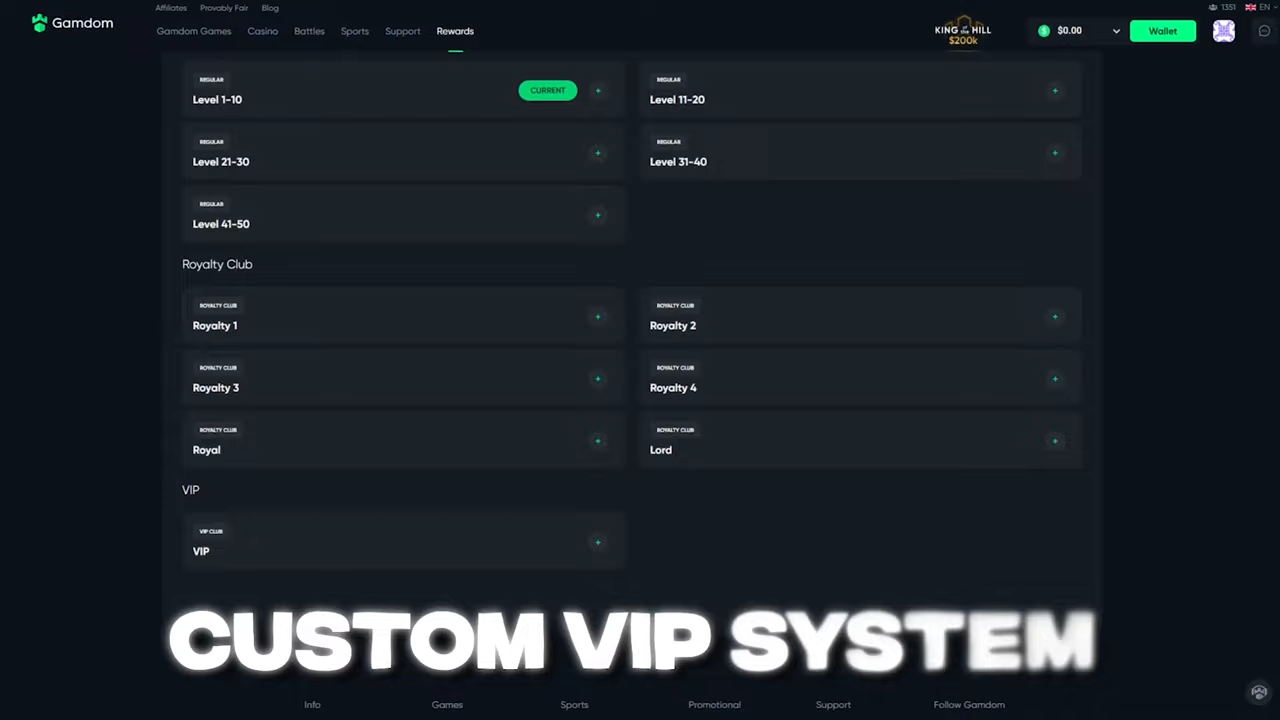 Affiliates Provably Fair Blog
1351 EN
Gamdom
Gamdom Games Casino Battles Sports Support Rewards
KING of the HILL
$200k
$0.00
Wallet
REGULAR
Level 1-10
CURRENT
REGULAR
Level 11-20
REGULAR
Level 21-30
REGULAR
Level 31-40
REGULAR
Level 41-50
Royalty Club
ROYALTY CLUB
Royalty 1
ROYALTY CLUB
Royalty 2
ROYALTY CLUB
Royalty 3
ROYALTY CLUB
Royalty 4
ROYALTY CLUB
Royal
ROYALTY CLUB
Lord
VIP
VIP CLUB
VIP
CUSTOM VIP SYSTEM
Info Games Sports Promotional Support Follow Gamdom